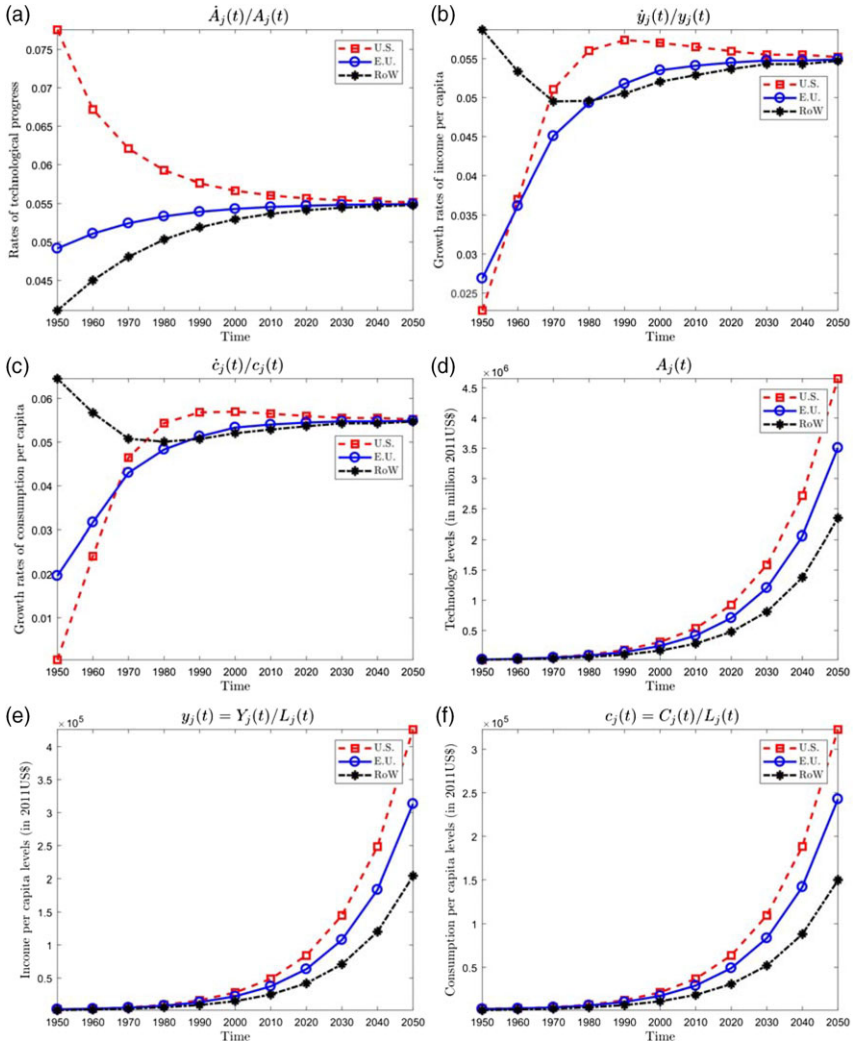 (a)
Ȧj(t)/Aj(t)
Rates of technological progress
0.075
0.07
0.065
0.06
0.055
0.05
0.045
U.S.
E.U.
RoW
1950 1960 1970 1980 1990 2000 2010 2020 2030 2040 2050
Time
(b)
ẏj(t)/yj(t)
Growth rates of income per capita
0.055
0.05
0.045
0.04
0.035
0.03
0.025
U.S.
E.U.
RoW
1950 1960 1970 1980 1990 2000 2010 2020 2030 2040 2050
Time
(c)
ċj(t)/cj(t)
Growth rates of consumption per capita
0.06
0.05
0.04
0.03
0.02
0.01
U.S.
E.U.
RoW
1950 1960 1970 1980 1990 2000 2010 2020 2030 2040 2050
Time
(d)
Aj(t)
×10⁶
Technology levels (in million 2011US$)
4.5
4
3.5
3
2.5
2
1.5
1
0.5
U.S.
E.U.
RoW
1950 1960 1970 1980 1990 2000 2010 2020 2030 2040 2050
Time
(e)
yj(t) = Yj(t)/Lj(t)
×10⁵
Income per capita levels (in 2011US$)
4
3.5
3
2.5
2
1.5
1
0.5
U.S.
E.U.
RoW
1950 1960 1970 1980 1990 2000 2010 2020 2030 2040 2050
Time
(f)
cj(t) = Cj(t)/Lj(t)
×10⁵
Consumption per capita levels (in 2011US$)
3
2.5
2
1.5
1
0.5
U.S.
E.U.
RoW
1950 1960 1970 1980 1990 2000 2010 2020 2030 2040 2050
Time